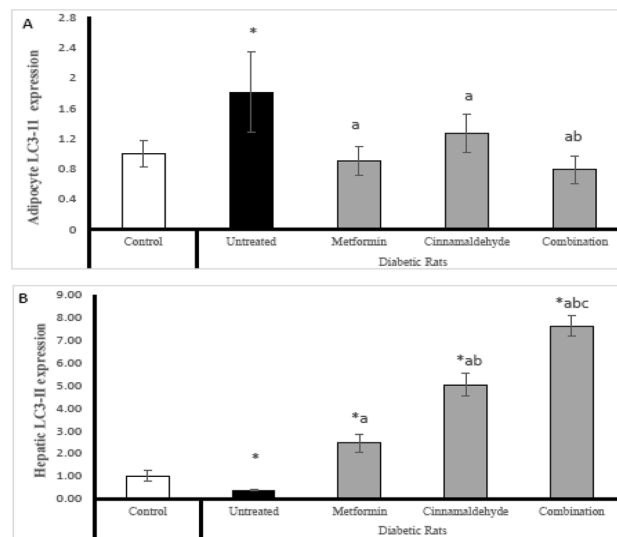 A
Adipocyte LC3-11 expression
2.8
2.4
2
1.6
1.2
0.8
0.4
0
*
a
a
ab
Control
Untreated
Metformin
Cinnamaldehyde
Combination
Diabetic Rats
B
Hepatic LC3-II expression
9.00
8.00
7.00
6.00
5.00
4.00
3.00
2.00
1.00
0.00
*
*a
*ab
*abc
Control
Untreated
Metformin
Cinnamaldehyde
Combination
Diabetic Rats